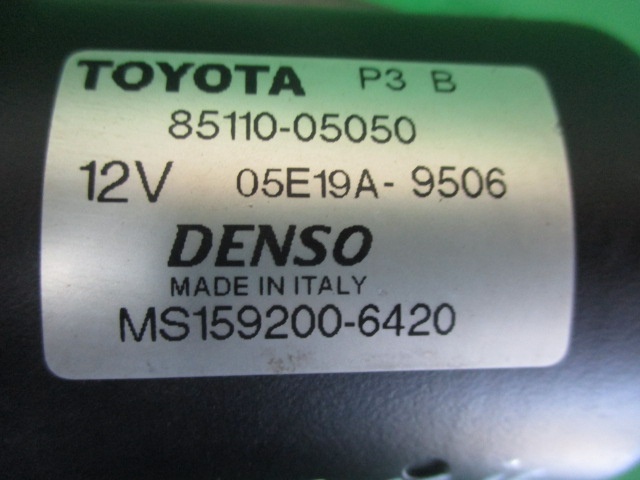 TOYOTA P3 B
85110-05050
12V 05E19A- 9506
DENSO
MADE IN ITALY
MS159200-6420